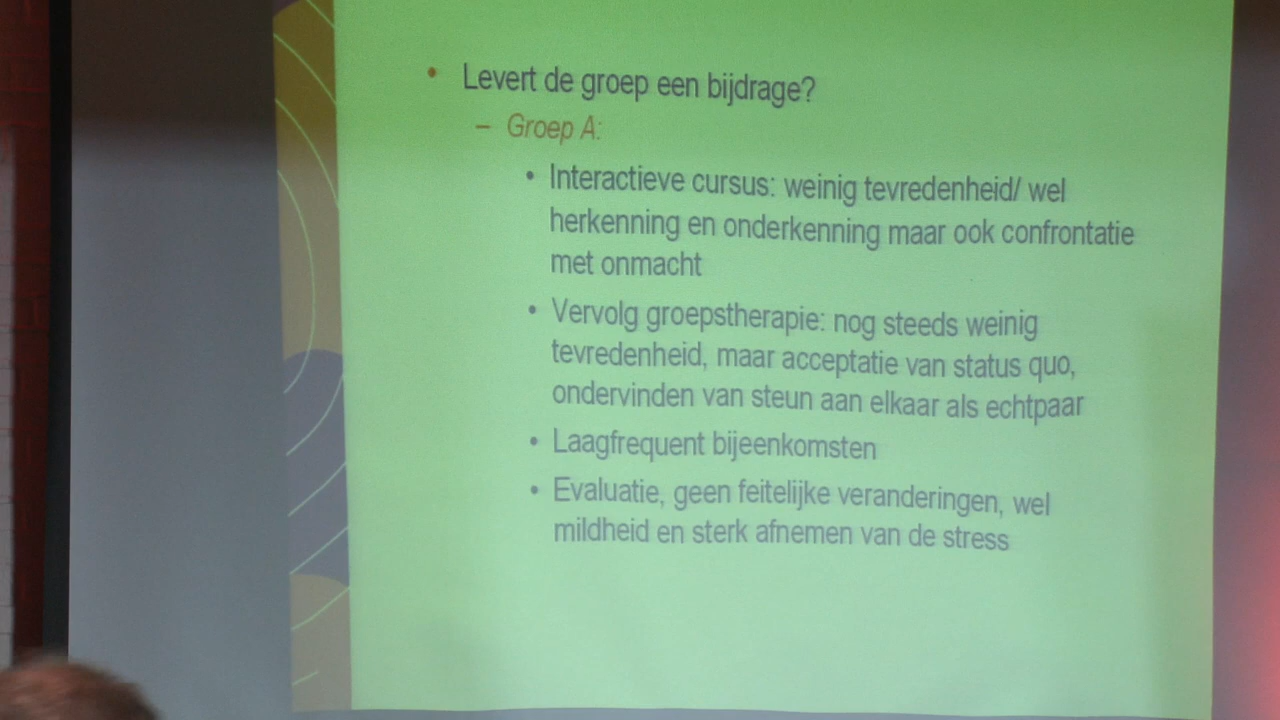 • Levert de groep een bijdrage?
– Groep A:
• Interactieve cursus: weinig tevredenheid/ wel
herkenning en onderkenning maar ook confrontatie
met onmacht
• Vervolg groepstherapie: nog steeds weinig
tevredenheid, maar acceptatie van status quo,
ondervinden van steun aan elkaar als echtpaar
• Laagfrequent bijeenkomsten
• Evaluatie, geen feitelijke veranderingen, wel
mildheid en sterk afnemen van de stress